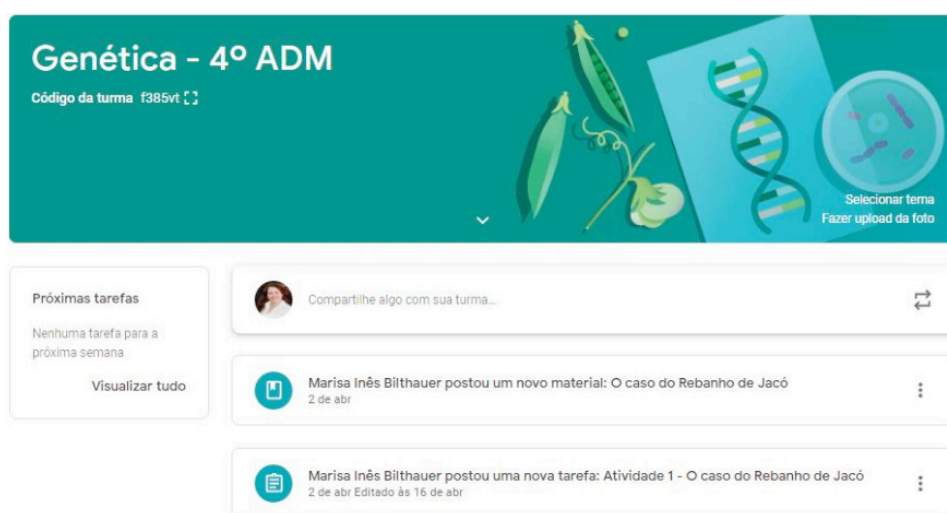 Genética - 4º ADM
Código da turma f385vt
Selecionar tema
Fazer upload da foto
Próximas tarefas
Nenhuma tarefa para a
próxima semana
Visualizar tudo
Compartilhe algo com sua turma...
Marisa Inês Bilthauer postou um novo material: O caso do Rebanho de Jacó
2 de abr
Marisa Inês Bilthauer postou uma nova tarefa: Atividade 1 - O caso do Rebanho de Jacó
2 de abr Editado às 16 de abr